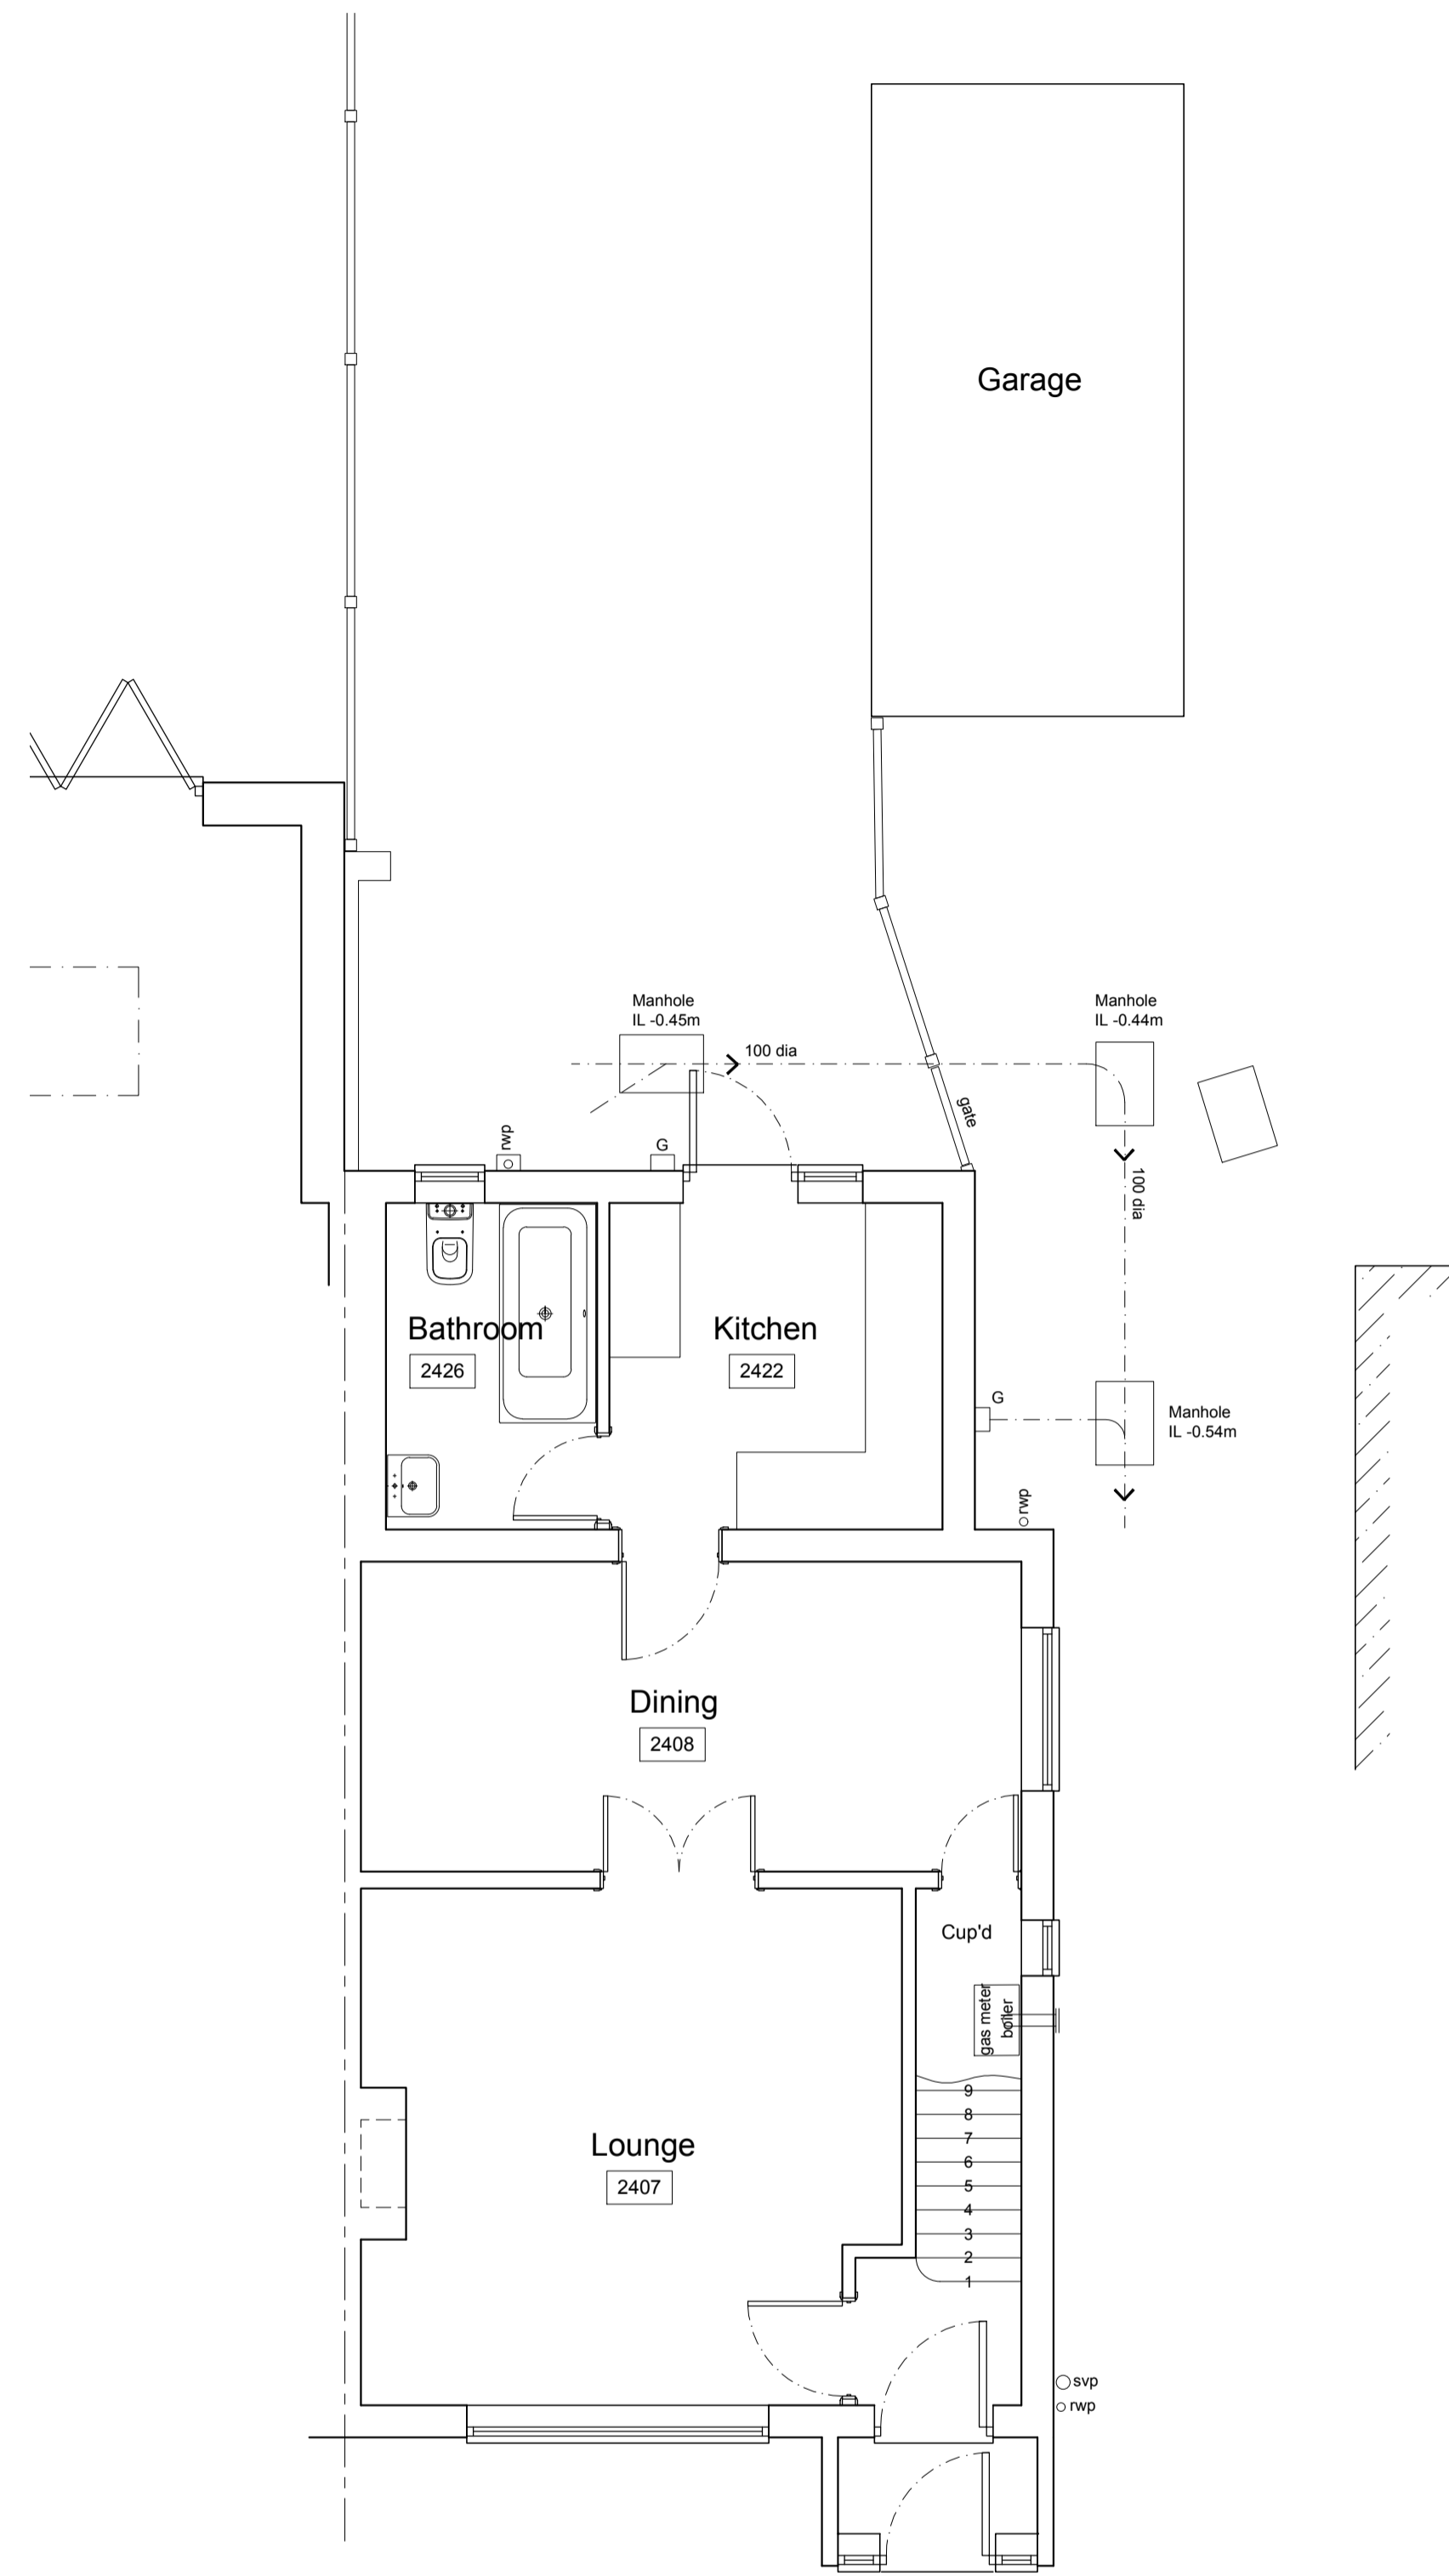 Garage
Manhole
IL -0.45m
Manhole
IL -0.44m
100 dia
gate
rwp
G
100 dia
Bathroom
2426
Kitchen
2422
G
Manhole
IL -0.54m
rwp
Dining
2408
Cup'd
gas meter
boiler
9
8
7
6
5
4
3
2
1
Lounge
2407
svp
rwp